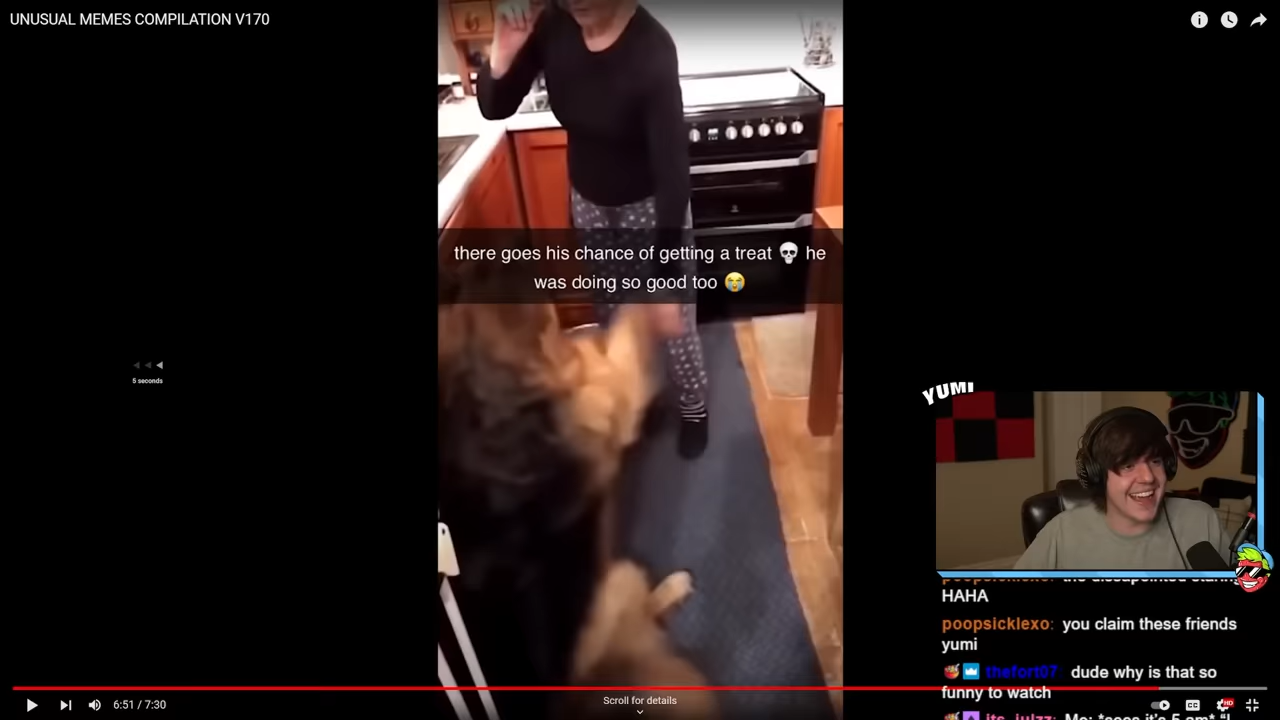 UNUSUAL MEMES COMPILATION V170
there goes his chance of getting a treat 💀 he
was doing so good too 😭
5 seconds
YUMI
HAHA
poopsicklexo: you claim these friends
yumi
thefort07: dude why is that so
funny to watch
6:51 / 7:30
Scroll for details
CC
HD